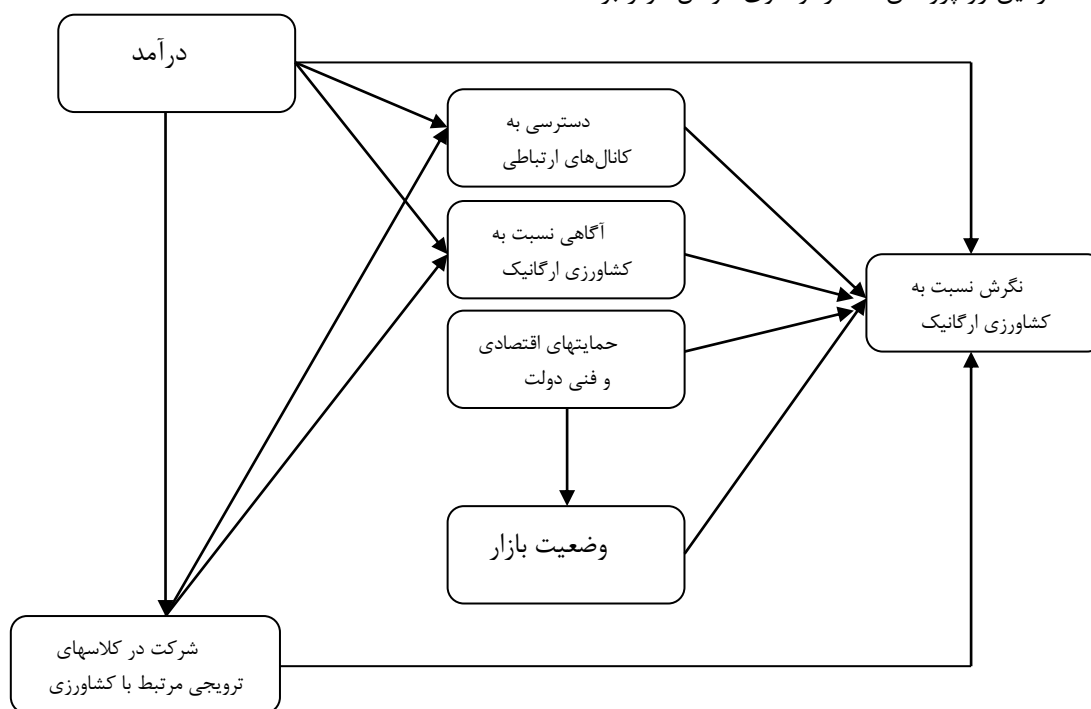 درآمد
دسترسی به
کانال‌های ارتباطی
آگاهی نسبت به
کشاورزی ارگانیک
نگرش نسبت به
کشاورزی ارگانیک
حمایتهای اقتصادی
و فنی دولت
وضعیت بازار
شرکت در کلاسهای
ترویجی مرتبط با کشاورزی